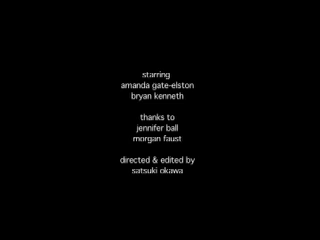 starring
amanda gate-elston
bryan kenneth
thanks to
jennifer ball
morgan faust
directed & edited by
satsuki okawa